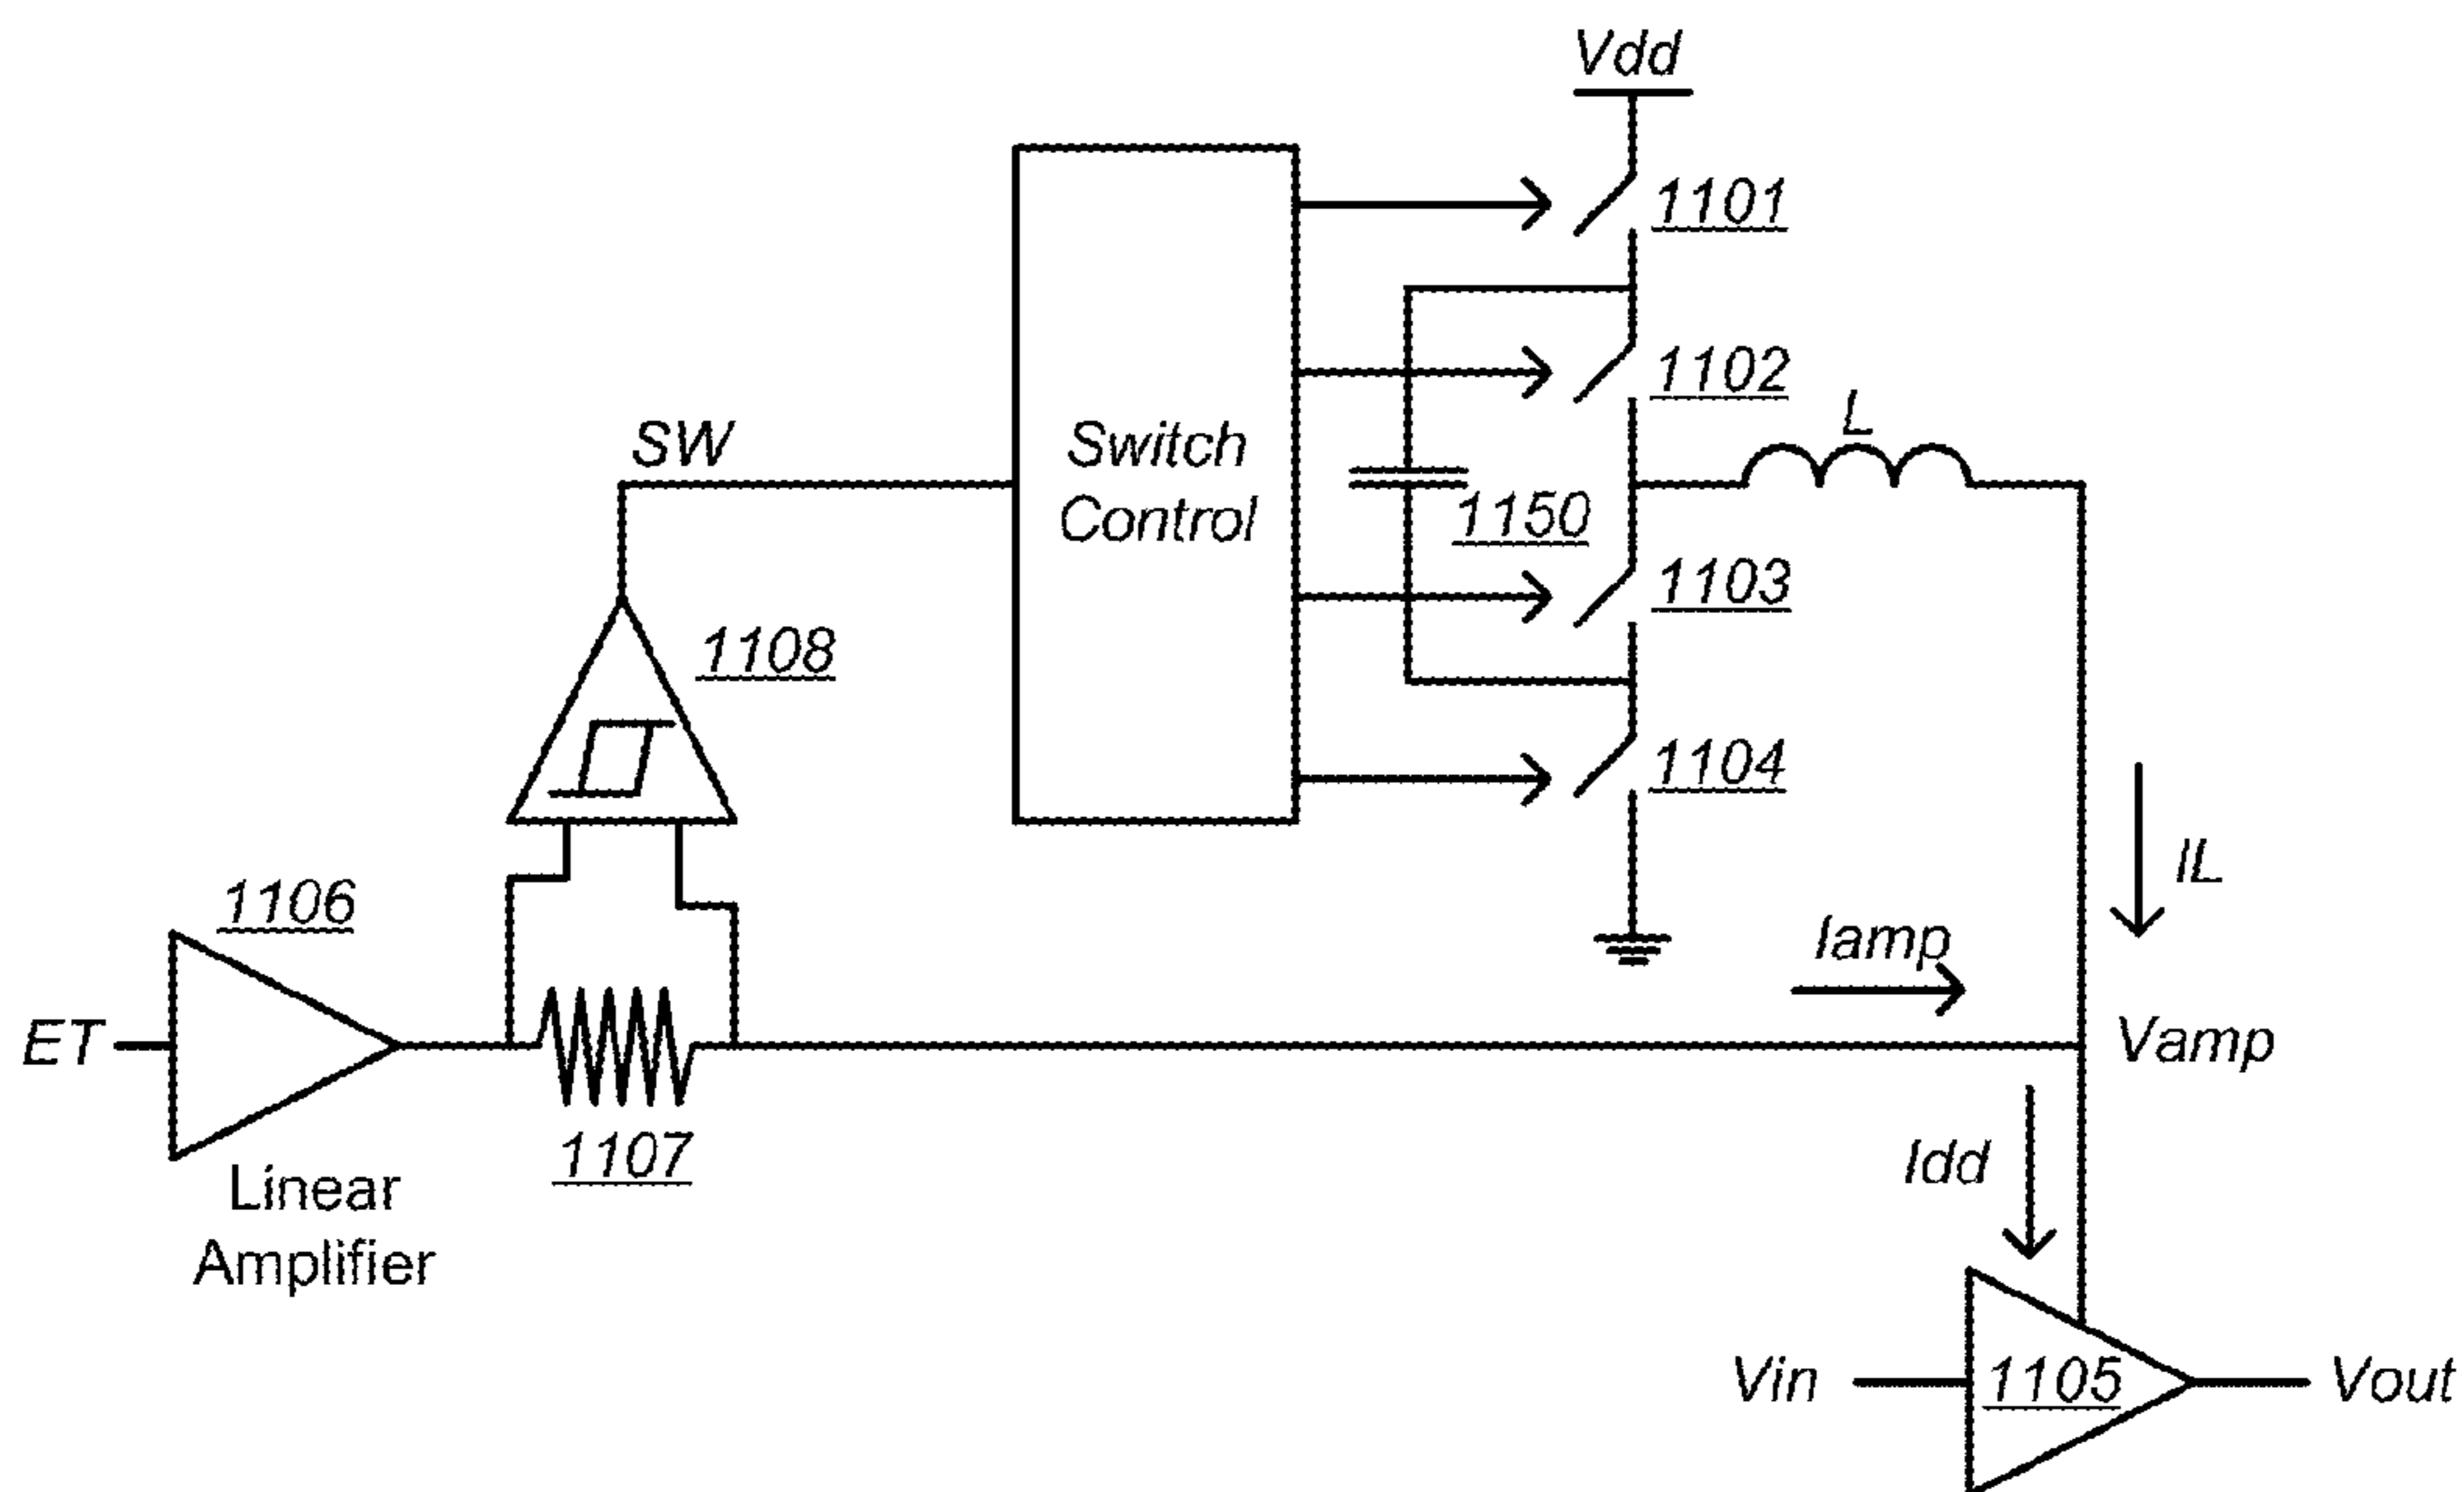 Vdd
1101
1102
L
SW
Switch
Control
1150
1103
1108
1104
IL
1106
Iamp
ET
Vamp
1107
Idd
Linear
Amplifier
Vin
1105
Vout